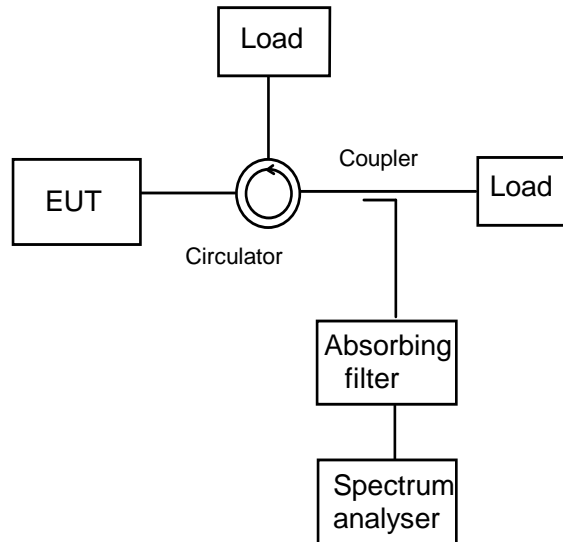 Load
Coupler
EUT
Load
Circulator
Absorbing
filter
Spectrum
analyser